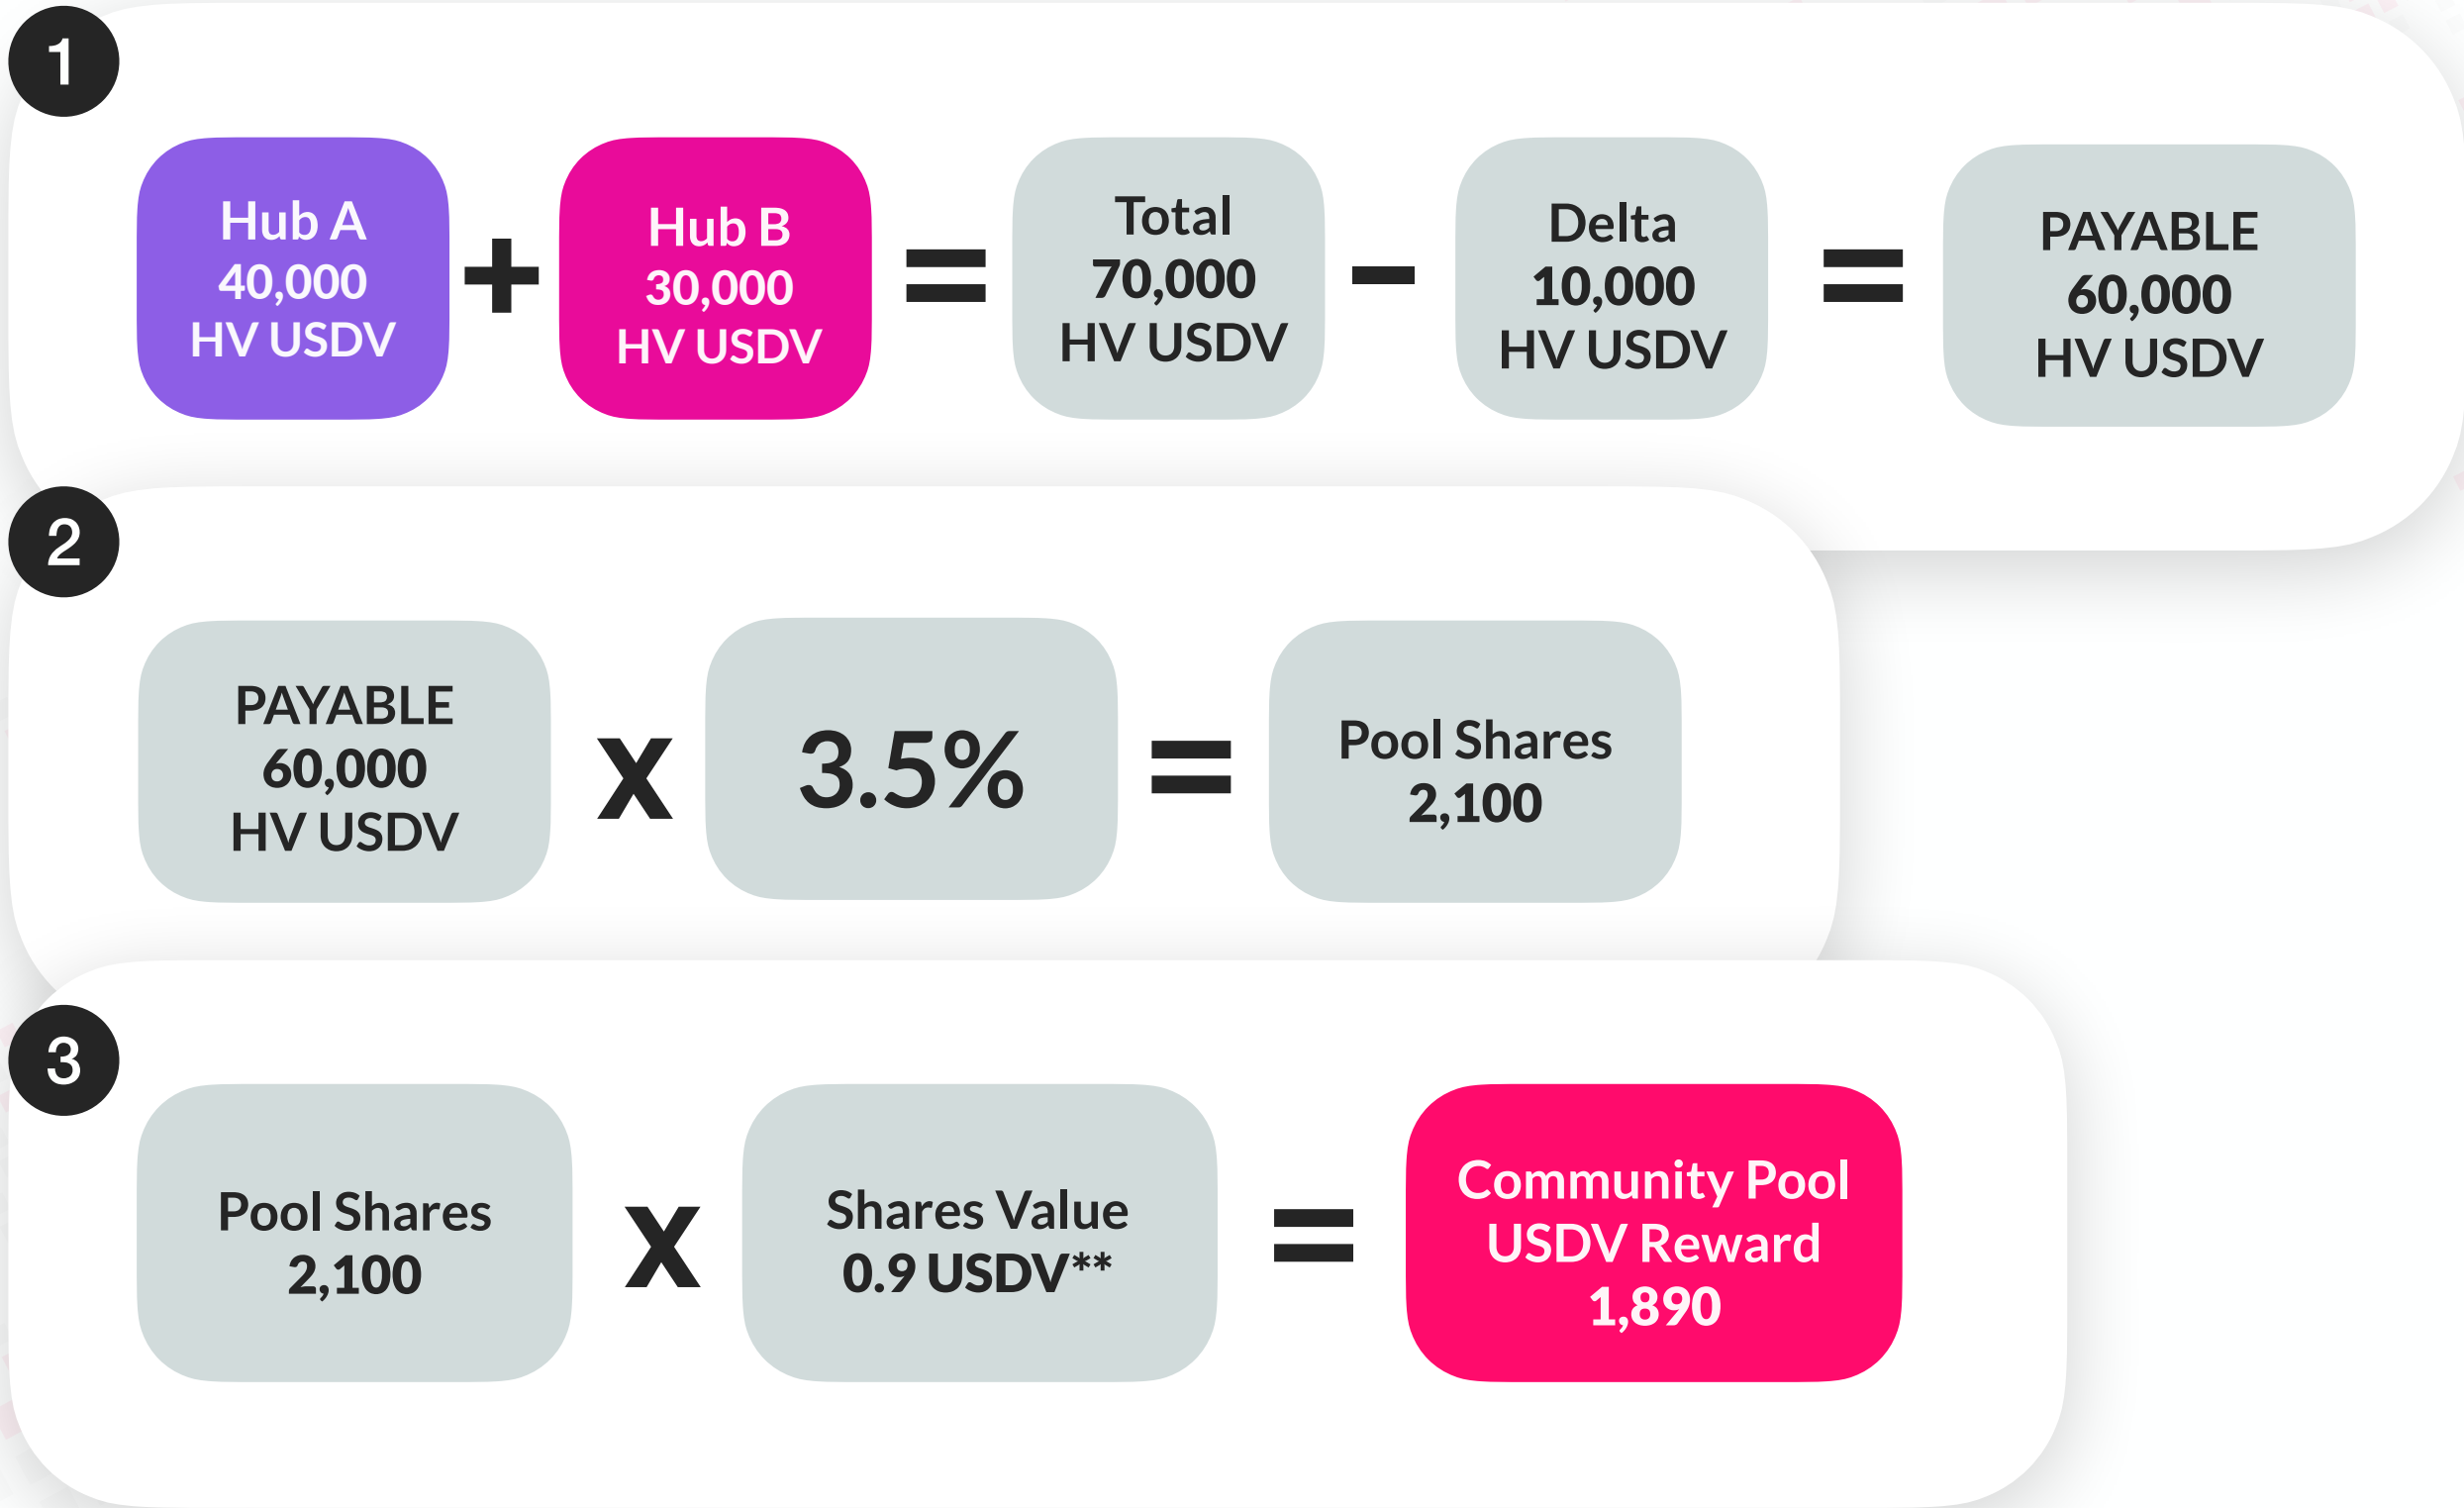 1
Hub A
40,000
HV USDV
+
Hub B
30,000
HV USDV
=
Total
70,000
HV USDV
-
Delta
10,000
HV USDV
=
PAYABLE
60,000
HV USDV
2
PAYABLE
60,000
HV USDV
x
3.5%
=
Pool Shares
2,100
3
Pool Shares
2,100
x
Shares Value
0.9 USDV**
=
Community Pool
USDV Reward
1,890